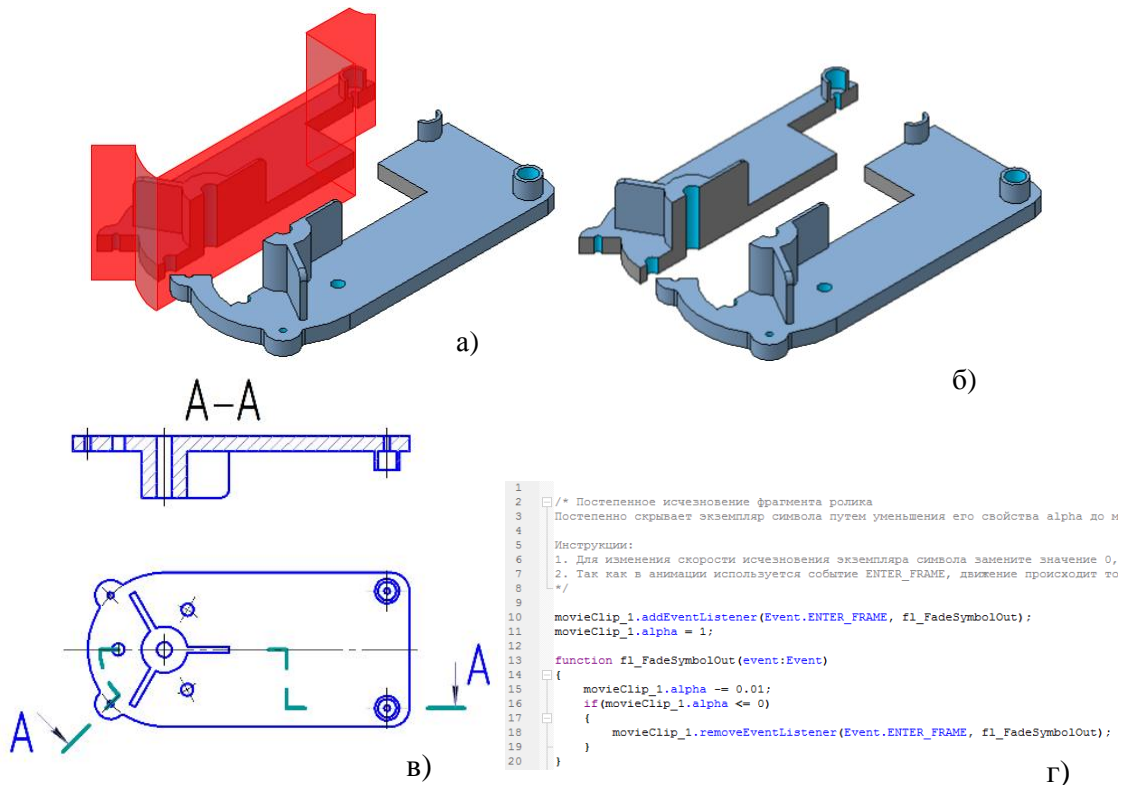 а)
б)
А-А
А
А
в)
1
2 /* Постепенное исчезновение фрагмента ролика
3 Постепенно скрывает экземпляр символа путем уменьшения его свойства alpha до м
4
5 Инструкции:
6 1. Для изменения скорости исчезновения экземпляра символа замените значение 0,
7 2. Так как в анимации используется событие ENTER_FRAME, движение происходит то
8 */
9
10 movieClip_1.addEventListener(Event.ENTER_FRAME, fl_FadeSymbolOut);
11 movieClip_1.alpha = 1;
12
13 function fl_FadeSymbolOut(event:Event)
14 {
15 movieClip_1.alpha -= 0.01;
16 if(movieClip_1.alpha <= 0)
17 {
18 movieClip_1.removeEventListener(Event.ENTER_FRAME, fl_FadeSymbolOut);
19 }
20 }
г)